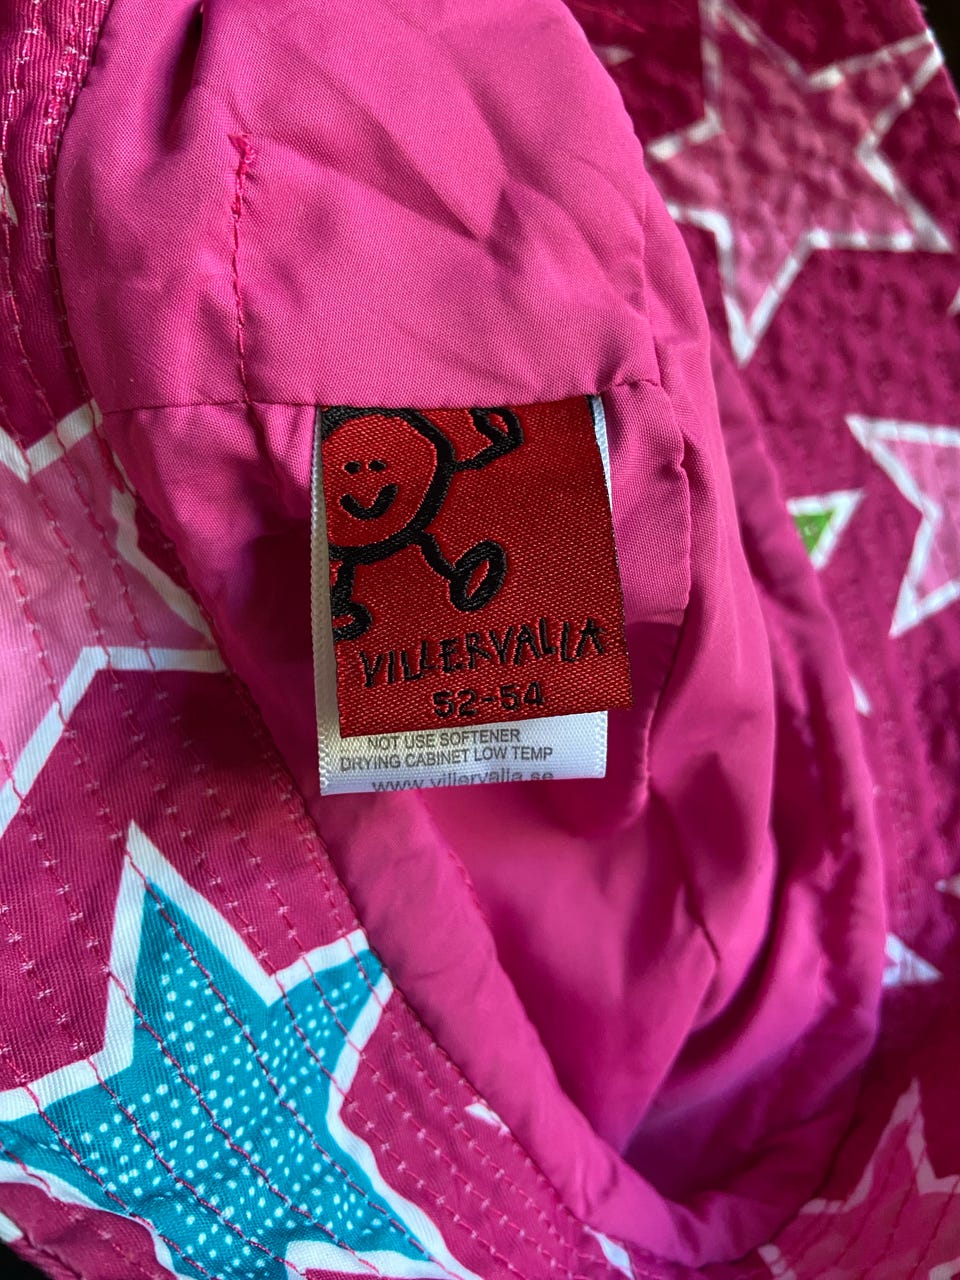 VILLERVALLA
52-54
NOT USE SOFTENER
DRYING CABINET LOW TEMP
www.villervalla.se